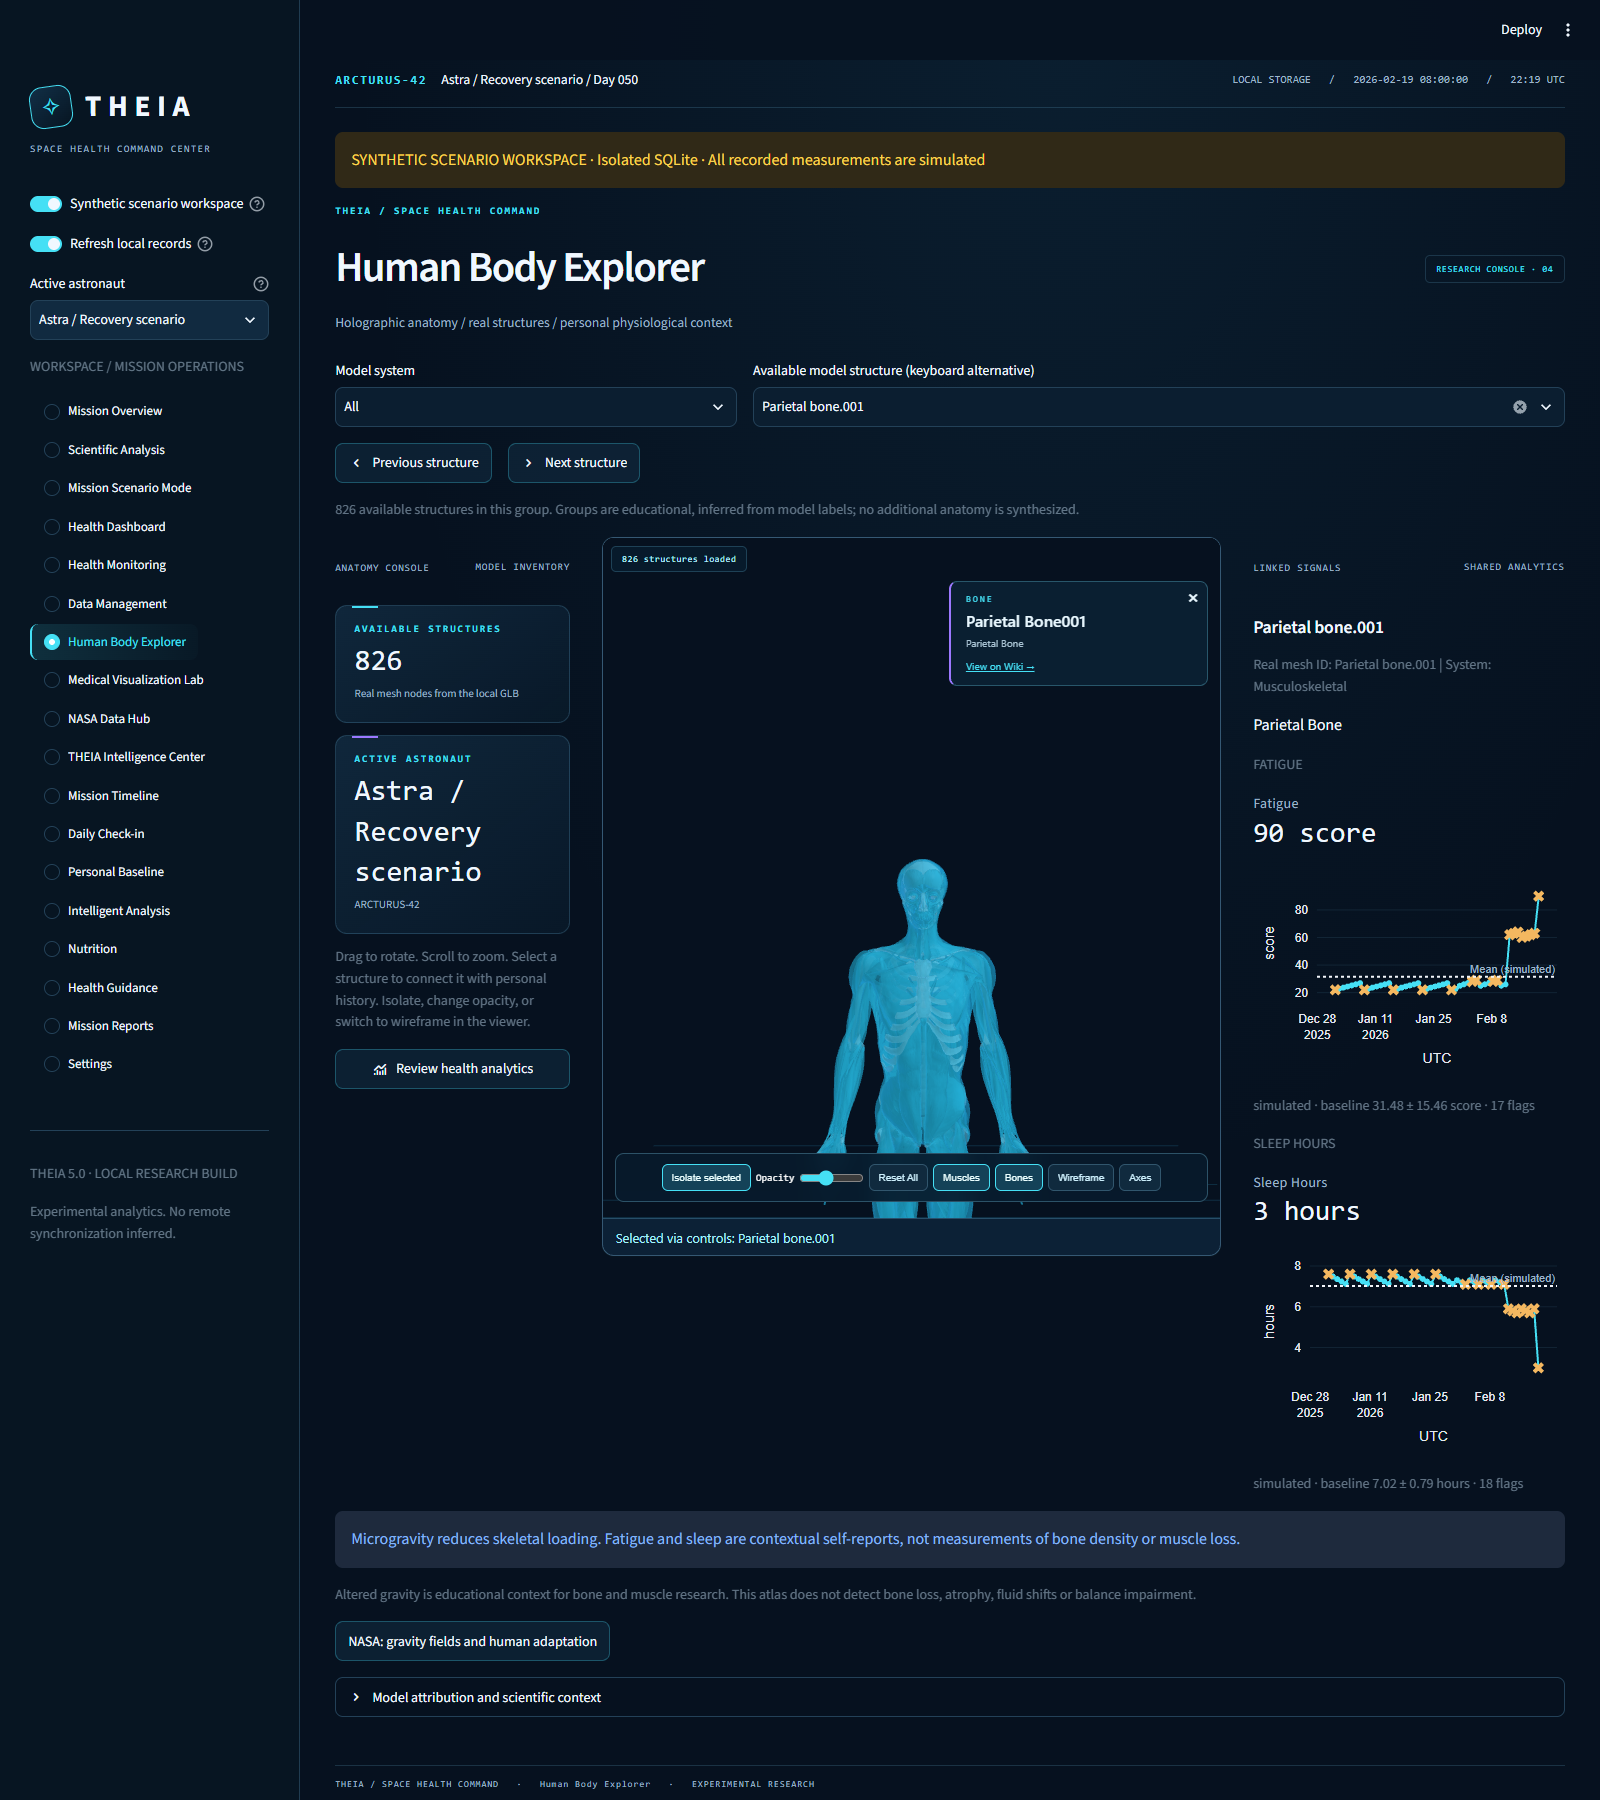 Deploy
THEIA
SPACE HEALTH COMMAND CENTER
Synthetic scenario workspace
Refresh local records
Active astronaut
Astra / Recovery scenario
WORKSPACE / MISSION OPERATIONS
Mission Overview
Scientific Analysis
Mission Scenario Mode
Health Dashboard
Health Monitoring
Data Management
Human Body Explorer
Medical Visualization Lab
NASA Data Hub
THEIA Intelligence Center
Mission Timeline
Daily Check-in
Personal Baseline
Intelligent Analysis
Nutrition
Health Guidance
Mission Reports
Settings
THEIA 5.0 · LOCAL RESEARCH BUILD
Experimental analytics. No remote
synchronization inferred.
ARCTURUS-42 Astra / Recovery scenario / Day 050
LOCAL STORAGE / 2026-02-19 08:00:00 / 22:19 UTC
SYNTHETIC SCENARIO WORKSPACE · Isolated SQLite · All recorded measurements are simulated
THEIA / SPACE HEALTH COMMAND
Human Body Explorer
RESEARCH CONSOLE · 04
Holographic anatomy / real structures / personal physiological context
Model system
All
Available model structure (keyboard alternative)
Parietal bone.001
Previous structure
Next structure
826 available structures in this group. Groups are educational, inferred from model labels; no additional anatomy is synthesized.
ANATOMY CONSOLE MODEL INVENTORY
AVAILABLE STRUCTURES
826
Real mesh nodes from the local GLB
ACTIVE ASTRONAUT
Astra /
Recovery
scenario
ARCTURUS-42
Drag to rotate. Scroll to zoom. Select a
structure to connect it with personal
history. Isolate, change opacity, or
switch to wireframe in the viewer.
Review health analytics
826 structures loaded
BONE
Parietal Bone001
Parietal Bone
View on Wiki →
Isolate selected Opacity Reset All Muscles Bones Wireframe Axes
Selected via controls: Parietal bone.001
LINKED SIGNALS SHARED ANALYTICS
Parietal bone.001
Real mesh ID: Parietal bone.001 | System:
Musculoskeletal
Parietal Bone
FATIGUE
Fatigue
90 score
80
60
40
20
score
Mean (simulated)
Dec 28 Jan 11 Jan 25 Feb 8
2025 2026
UTC
simulated · baseline 31.48 ± 15.46 score · 17 flags
SLEEP HOURS
Sleep Hours
3 hours
8
6
4
hours
Mean (simulated)
Dec 28 Jan 11 Jan 25 Feb 8
2025 2026
UTC
simulated · baseline 7.02 ± 0.79 hours · 18 flags
Microgravity reduces skeletal loading. Fatigue and sleep are contextual self-reports, not measurements of bone density or muscle loss.
Altered gravity is educational context for bone and muscle research. This atlas does not detect bone loss, atrophy, fluid shifts or balance impairment.
NASA: gravity fields and human adaptation
Model attribution and scientific context
THEIA / SPACE HEALTH COMMAND · Human Body Explorer · EXPERIMENTAL RESEARCH